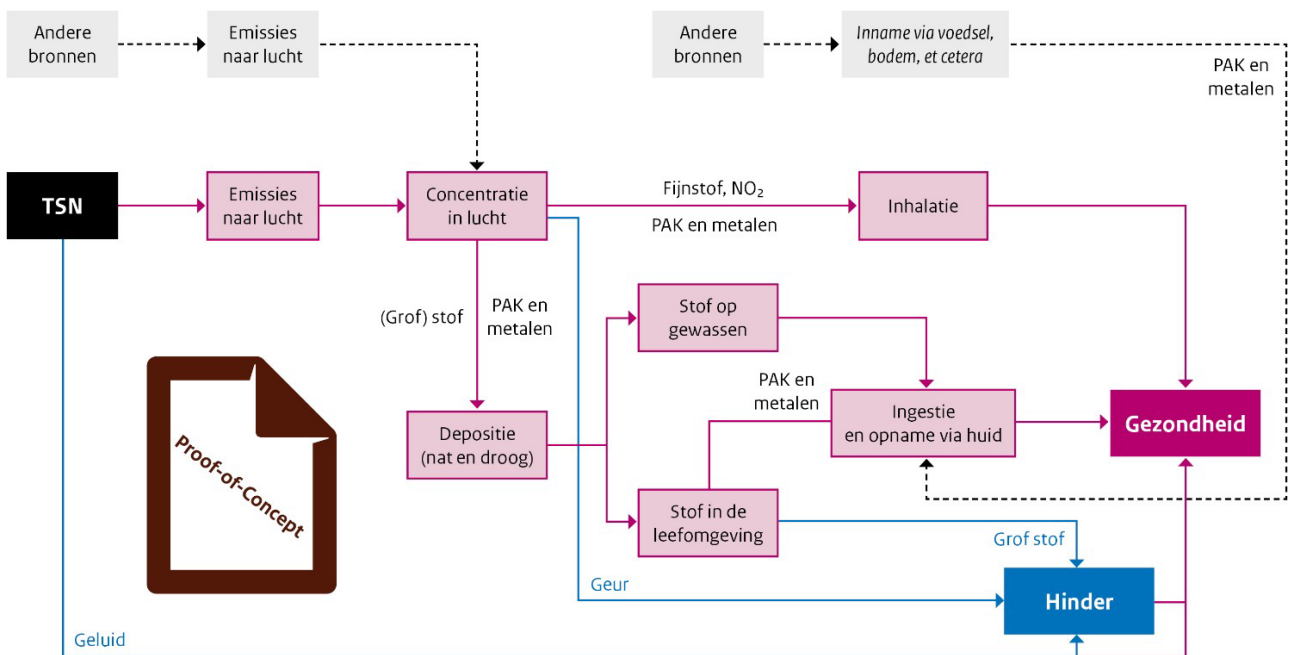 Andere
bronnen
Emissies
naar lucht
Andere
bronnen
Inname via voedsel,
bodem, et cetera
PAK en
metalen
TSN
Emissies
naar lucht
Concentratie
in lucht
Fijnstof, NO₂
PAK en metalen
Inhalatie
(Grof) stof
PAK en
metalen
Stof op
gewassen
PAK en
metalen
Ingestie
en opname via huid
Gezondheid
Depositie
(nat en droog)
Proof-of-Concept
Stof in de
leefomgeving
Grof stof
Geur
Hinder
Geluid